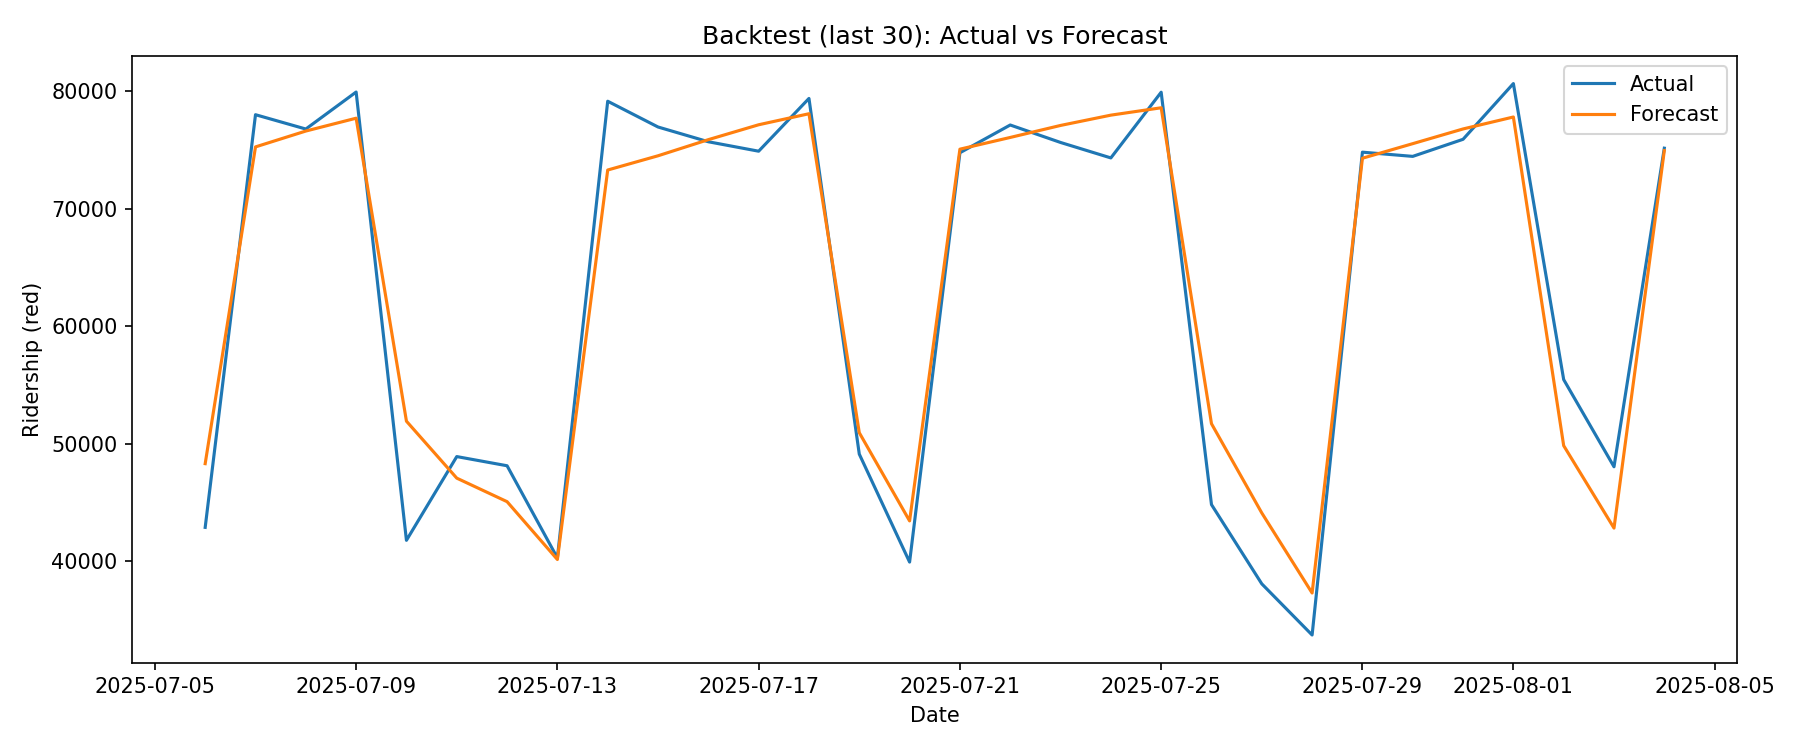 Backtest (last 30): Actual vs Forecast
Actual
Forecast
80000
70000
60000
50000
40000
Ridership (red)
2025-07-05
2025-07-09
2025-07-13
2025-07-17
2025-07-21
2025-07-25
2025-07-29
2025-08-01
2025-08-05
Date